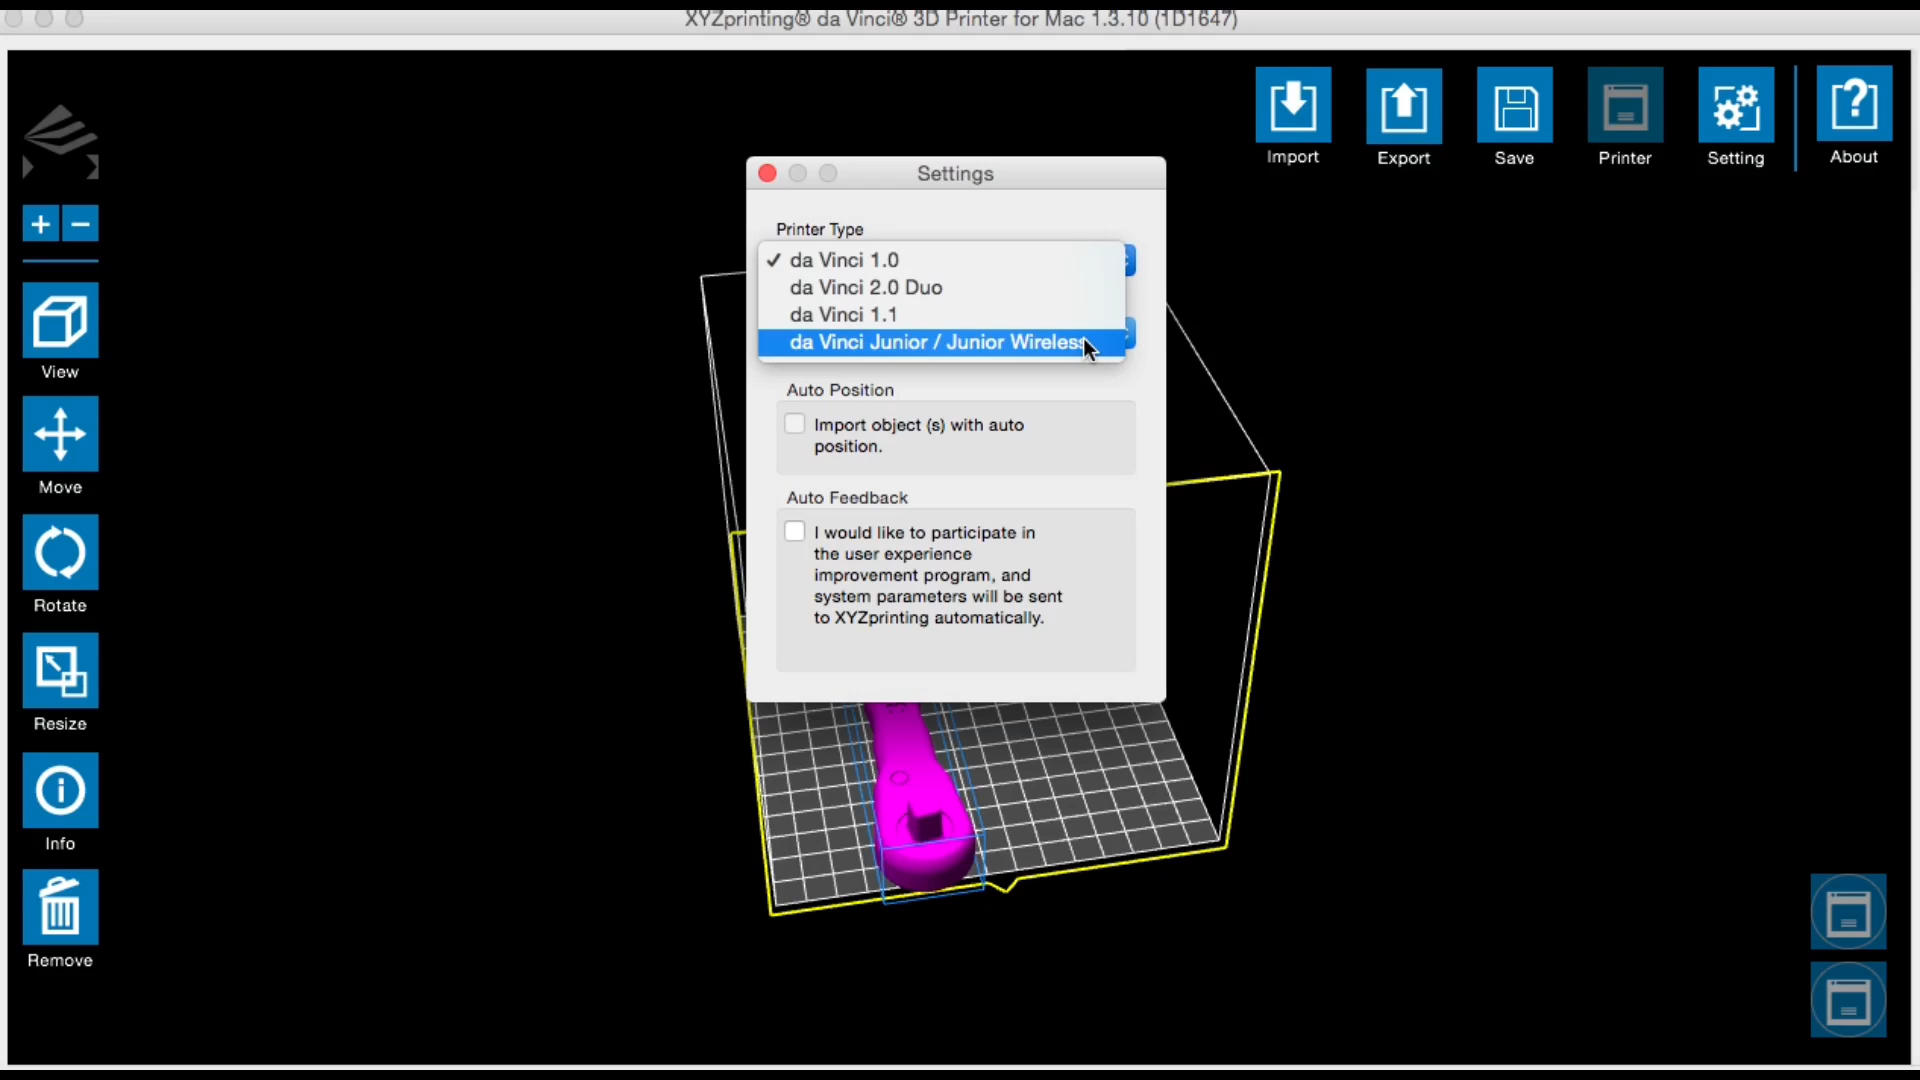 XYZprinting® da Vinci® 3D Printer for Mac 1.3.10 (1D1647)
Import
Export
Save
Printer
Setting
About
Settings
Printer Type
✓ da Vinci 1.0
da Vinci 2.0 Duo
da Vinci 1.1
da Vinci Junior / Junior Wireless
Auto Position
Import object (s) with auto
position.
Auto Feedback
I would like to participate in
the user experience
improvement program, and
system parameters will be sent
to XYZprinting automatically.
View
Move
Rotate
Resize
Info
Remove